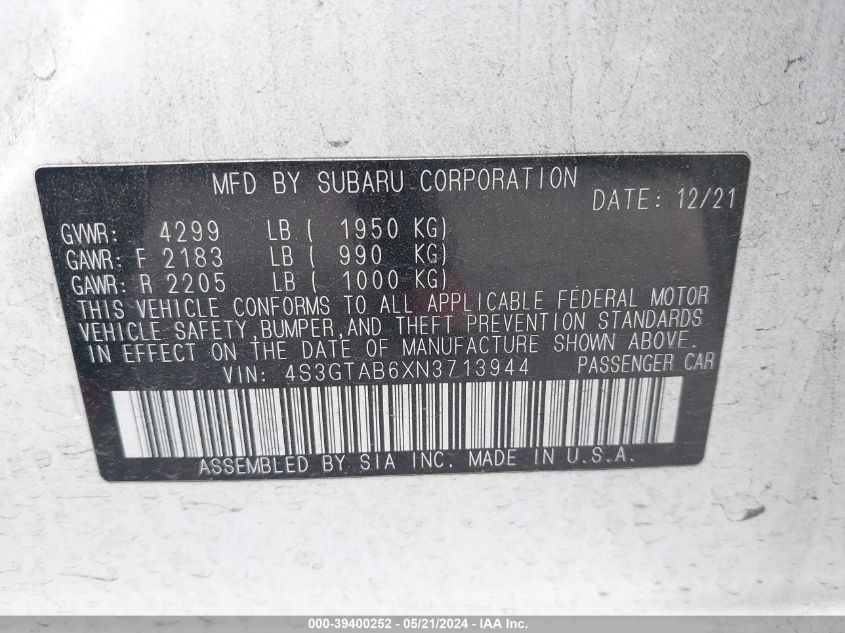 MFD BY SUBARU CORPORATION
DATE: 12/21
GVWR: 4299 LB ( 1950 KG)
GAWR: F 2183 LB ( 990 KG)
GAWR: R 2205 LB ( 1000 KG)
THIS VEHICLE CONFORMS TO ALL APPLICABLE FEDERAL MOTOR
VEHICLE SAFETY, BUMPER, AND THEFT PREVENTION STANDARDS
IN EFFECT ON THE DATE OF MANUFACTURE SHOWN ABOVE.
VIN: 4S3GTAB6XN3713944 PASSENGER CAR
ASSEMBLED BY SIA INC. MADE IN U.S.A.
000-39400252 - 05/21/2024 - IAA Inc.